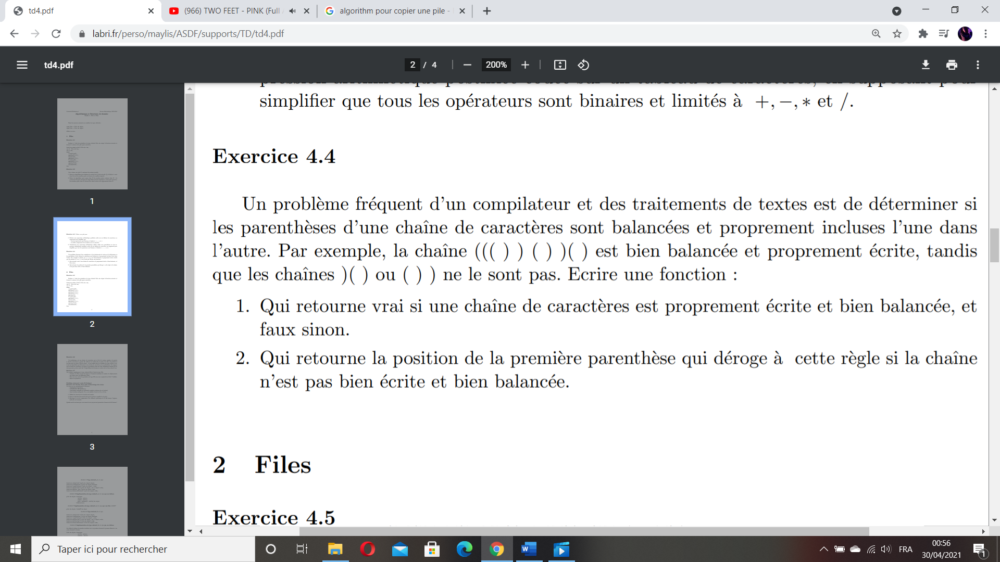 td4.pdf
(966) TWO FEET - PINK (Full
algorithm pour copier une pile -
labri.fr/perso/maylis/ASDF/supports/TD/td4.pdf
td4.pdf
2 / 4
200%
simplifier que tous les opérateurs sont binaires et limités à +, −, ∗ et /.
Exercice 4.4
Un problème fréquent d'un compilateur et des traitements de textes est de déterminer si
les parenthèses d'une chaîne de caractères sont balancées et proprement incluses l'une dans
l'autre. Par exemple, la chaîne ((( ) ) ( ) )( ) est bien balancée et proprement écrite, tandis
que les chaînes )( ) ou ( ) ) ne le sont pas. Ecrire une fonction :
1. Qui retourne vrai si une chaîne de caractères est proprement écrite et bien balancée, et
faux sinon.
2. Qui retourne la position de la première parenthèse qui déroge à cette règle si la chaîne
n'est pas bien écrite et bien balancée.
2 Files
Exercice 4.5
1
2
3
Taper ici pour rechercher
FRA
00:56
30/04/2021
1